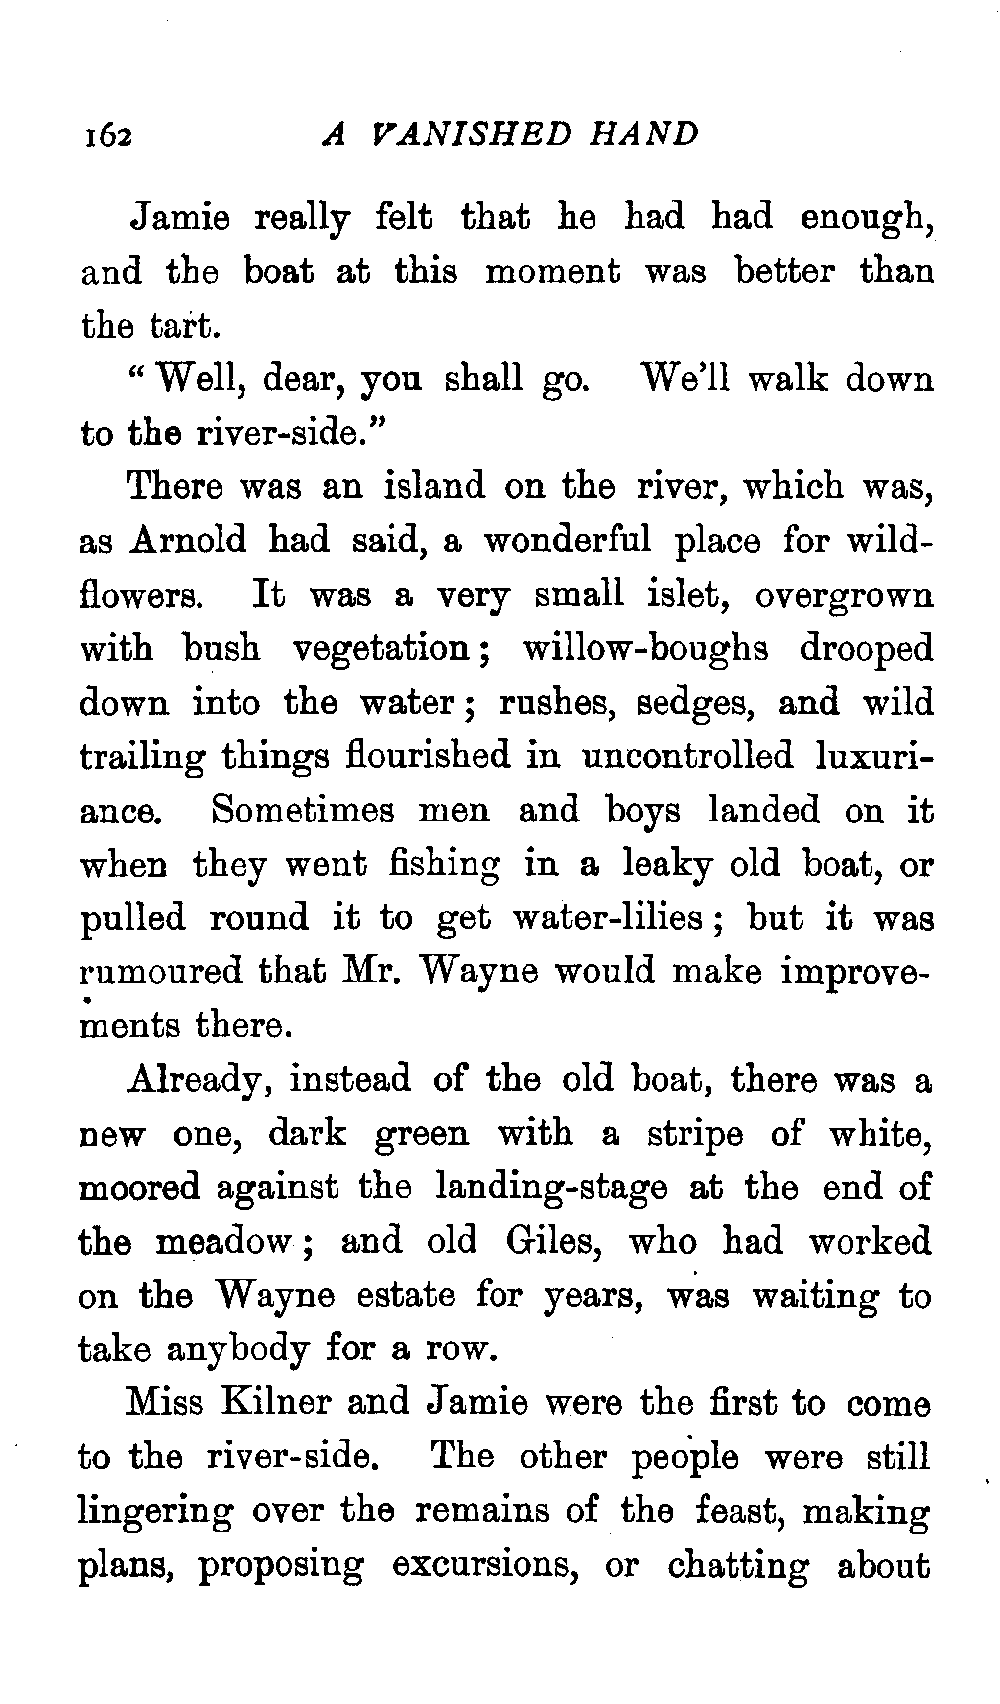 162 A VANISHED HAND
Jamie really felt that he had had enough,
and the boat at this moment was better than
the tart.
“Well, dear, you shall go. We’ll walk down
to the river-side.”
There was an island on the river, which was,
as Arnold had said, a wonderful place for wild-
flowers. It was a very small islet, overgrown
with bush vegetation; willow-boughs drooped
down into the water; rushes, sedges, and wild
trailing things flourished in uncontrolled luxuri-
ance. Sometimes men and boys landed on it
when they went fishing in a leaky old boat, or
pulled round it to get water-lilies; but it was
rumoured that Mr. Wayne would make improve-
ments there.
Already, instead of the old boat, there was a
new one, dark green with a stripe of white,
moored against the landing-stage at the end of
the meadow; and old Giles, who had worked
on the Wayne estate for years, was waiting to
take anybody for a row.
Miss Kilner and Jamie were the first to come
to the river-side. The other people were still
lingering over the remains of the feast, making
plans, proposing excursions, or chatting about